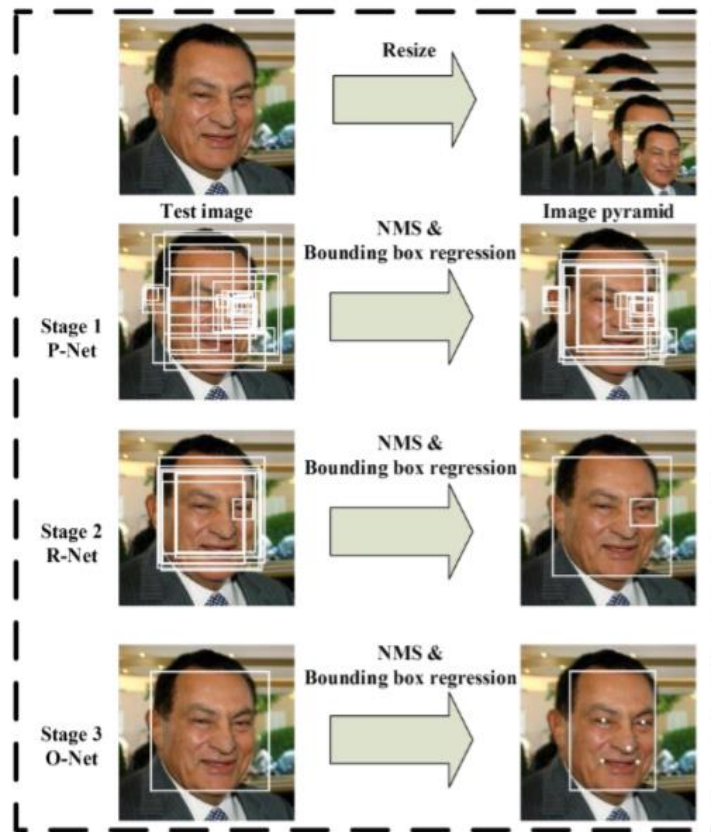 Resize
Test image
Image pyramid
NMS &
Bounding box regression
Stage 1
P-Net
NMS &
Bounding box regression
Stage 2
R-Net
NMS &
Bounding box regression
Stage 3
O-Net